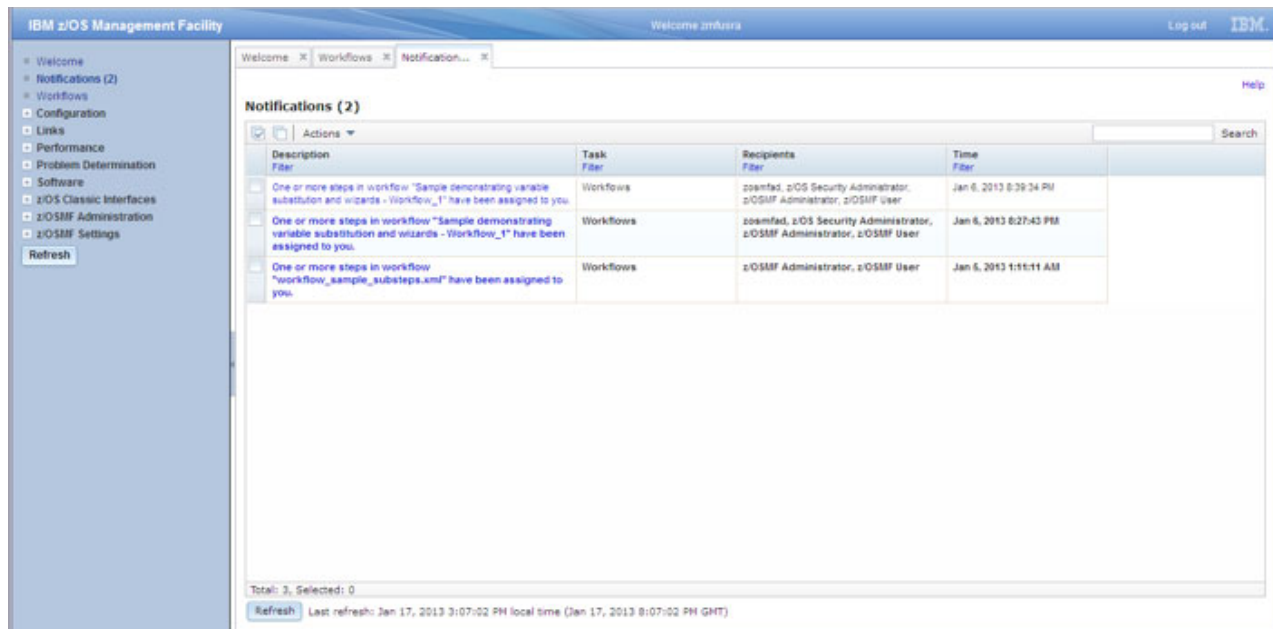 IBM z/OS Management Facility
Welcome zmfusra
Log out
IBM.
Welcome
Notifications (2)
Workflows
Configuration
Links
Performance
Problem Determination
Software
z/OS Classic Interfaces
z/OSMF Administration
z/OSMF Settings
Refresh
Welcome
Workflows
Notification...
Help
Notifications (2)
Actions
Search
Description
Task
Recipients
Time
Filter
Filter
Filter
Filter
One or more steps in workflow "Sample demonstrating variable
substitution and wizards - Workflow_1" have been assigned to you.
Workflows
zosmfad, z/OS Security Administrator,
z/OSMF Administrator, z/OSMF User
Jan 6, 2013 8:39:34 PM
One or more steps in workflow "Sample demonstrating
variable substitution and wizards - Workflow_1" have been
assigned to you.
Workflows
zosmfad, z/OS Security Administrator,
z/OSMF Administrator, z/OSMF User
Jan 6, 2013 8:27:43 PM
One or more steps in workflow
"workflow_sample_substeps.xml" have been assigned to
you.
Workflows
z/OSMF Administrator, z/OSMF User
Jan 5, 2013 1:11:11 AM
Total: 3, Selected: 0
Refresh
Last refresh: Jan 17, 2013 3:07:02 PM local time (Jan 17, 2013 8:07:02 PM GMT)